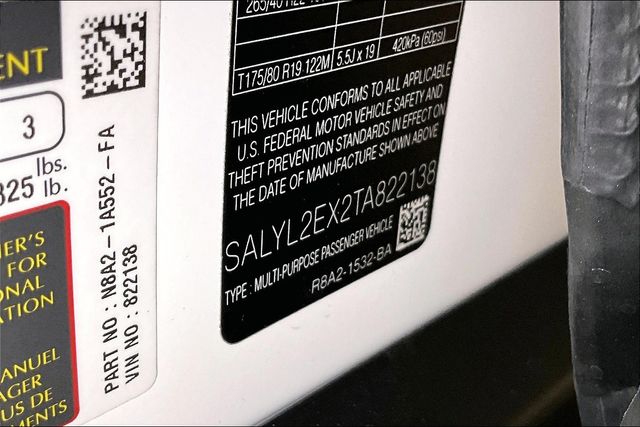 ENT
3
lbs.
825 lb.
ER'S
FOR
ONAL
ATION
ANUEL
AGER
US DE
MENTS
PART NO : N8A2-1A552-FA
VIN NO : 822138
T175/80 R19 122M 5.5J x 19 420kPa (60psi)
THIS VEHICLE CONFORMS TO ALL APPLICABLE
U.S. FEDERAL MOTOR VEHICLE SAFETY AND
THEFT PREVENTION STANDARDS IN EFFECT ON
THE DATE OF MANUFACTURE SHOWN ABOVE
SALYL2EX2TA822138
TYPE : MULTI-PURPOSE PASSENGER VEHICLE
R8A2-1532-BA